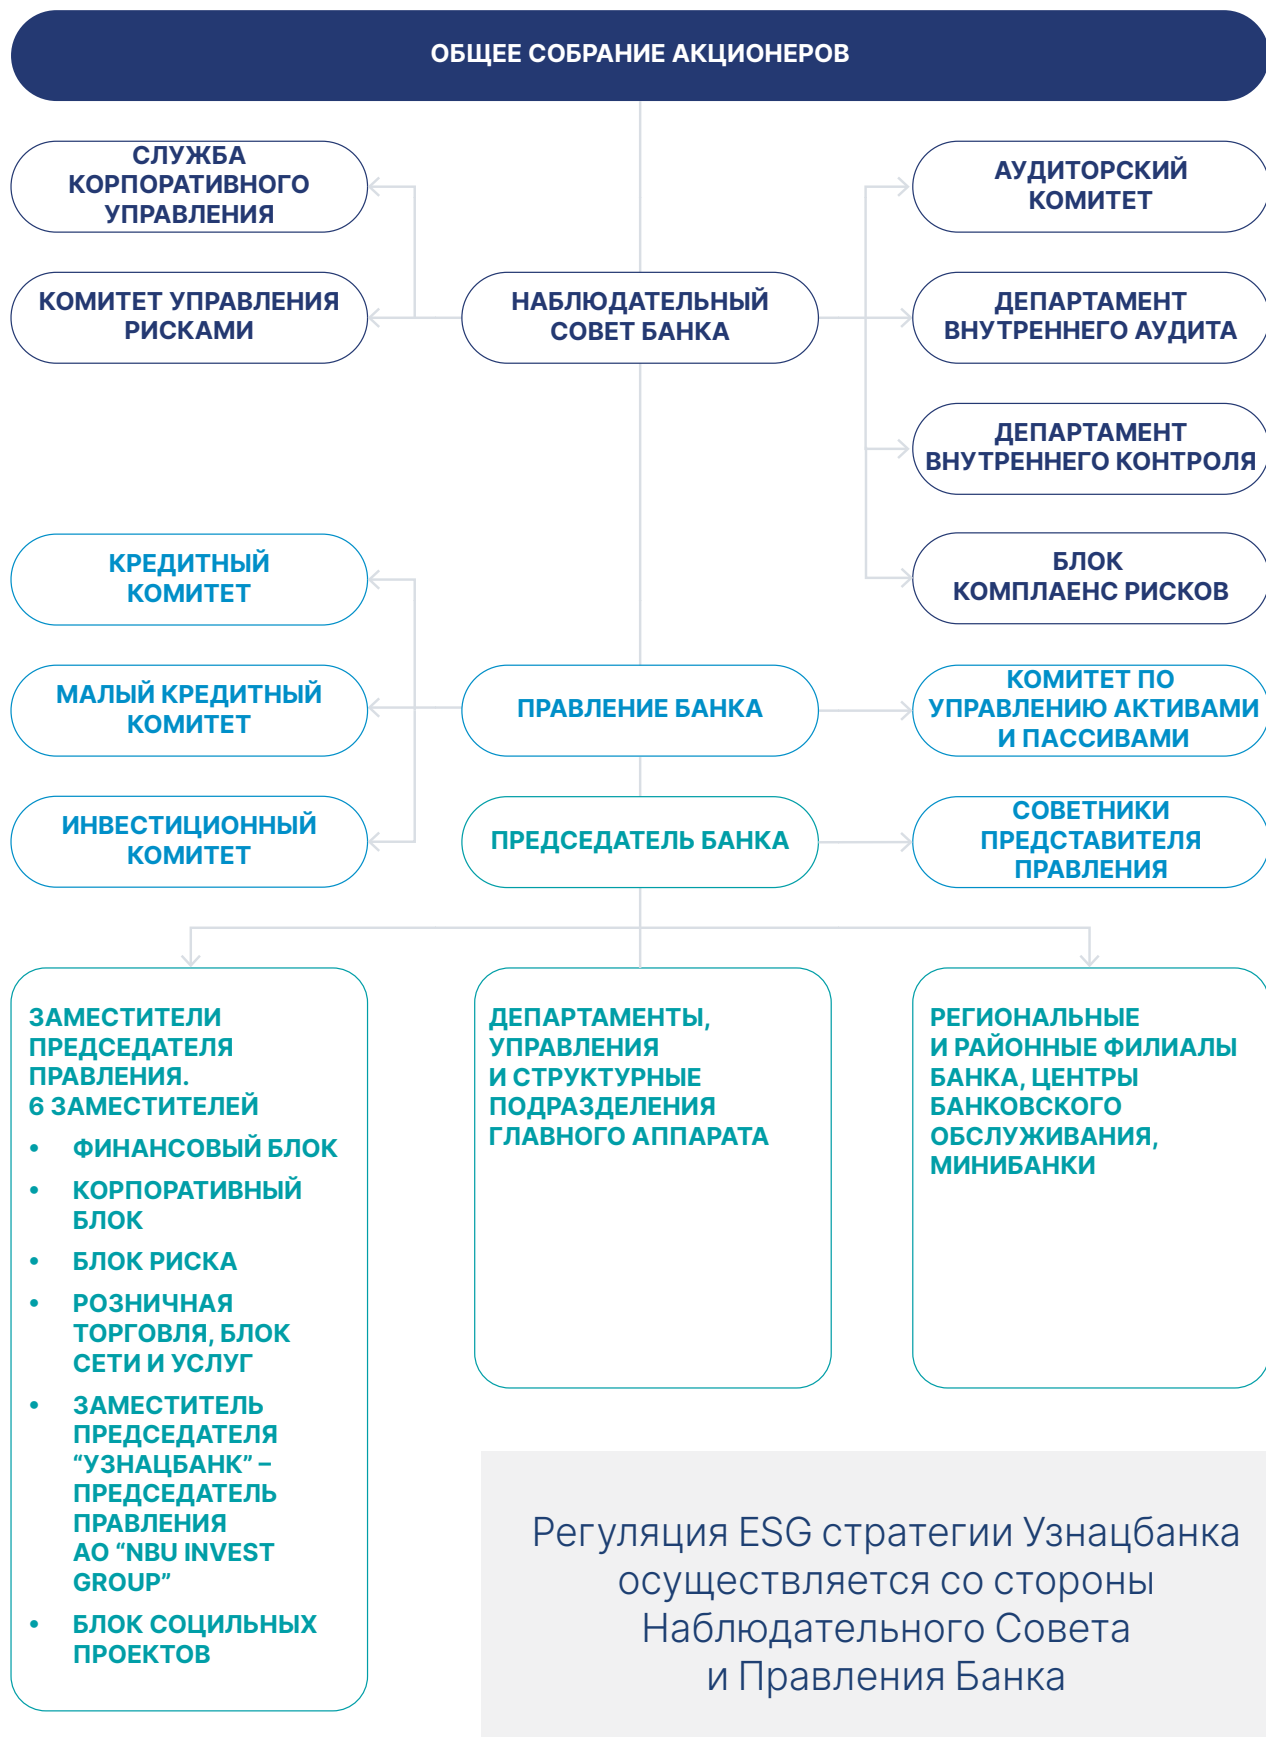 ОБЩЕЕ СОБРАНИЕ АКЦИОНЕРОВ
СЛУЖБА
КОРПОРАТИВНОГО
УПРАВЛЕНИЯ
АУДИТОРСКИЙ
КОМИТЕТ
КОМИТЕТ УПРАВЛЕНИЯ
РИСКАМИ
НАБЛЮДАТЕЛЬНЫЙ
СОВЕТ БАНКА
ДЕПАРТАМЕНТ
ВНУТРЕННЕГО АУДИТА
ДЕПАРТАМЕНТ
ВНУТРЕННЕГО КОНТРОЛЯ
КРЕДИТНЫЙ
КОМИТЕТ
БЛОК
КОМПЛАЕНС РИСКОВ
МАЛЫЙ КРЕДИТНЫЙ
КОМИТЕТ
ПРАВЛЕНИЕ БАНКА
КОМИТЕТ ПО
УПРАВЛЕНИЮ АКТИВАМИ
И ПАССИВАМИ
ИНВЕСТИЦИОННЫЙ
КОМИТЕТ
ПРЕДСЕДАТЕЛЬ БАНКА
СОВЕТНИКИ
ПРЕДСТАВИТЕЛЯ
ПРАВЛЕНИЯ
ЗАМЕСТИТЕЛИ
ПРЕДСЕДАТЕЛЯ
ПРАВЛЕНИЯ.
6 ЗАМЕСТИТЕЛЕЙ
• ФИНАНСОВЫЙ БЛОК
• КОРПОРАТИВНЫЙ
БЛОК
• БЛОК РИСКА
• РОЗНИЧНАЯ
ТОРГОВЛЯ, БЛОК
СЕТИ И УСЛУГ
• ЗАМЕСТИТЕЛЬ
ПРЕДСЕДАТЕЛЯ
“УЗНАЦБАНК” –
ПРЕДСЕДАТЕЛЬ
ПРАВЛЕНИЯ
АО “NBU INVEST
GROUP”
• БЛОК СОЦИЛЬНЫХ
ПРОЕКТОВ
ДЕПАРТАМЕНТЫ,
УПРАВЛЕНИЯ
И СТРУКТУРНЫЕ
ПОДРАЗДЕЛЕНИЯ
ГЛАВНОГО АППАРАТА
РЕГИОНАЛЬНЫЕ
И РАЙОННЫЕ ФИЛИАЛЫ
БАНКА, ЦЕНТРЫ
БАНКОВСКОГО
ОБСЛУЖИВАНИЯ,
МИНИБАНКИ
Регуляция ESG стратегии Узнацбанка
осуществляется со стороны
Наблюдательного Совета
и Правления Банка